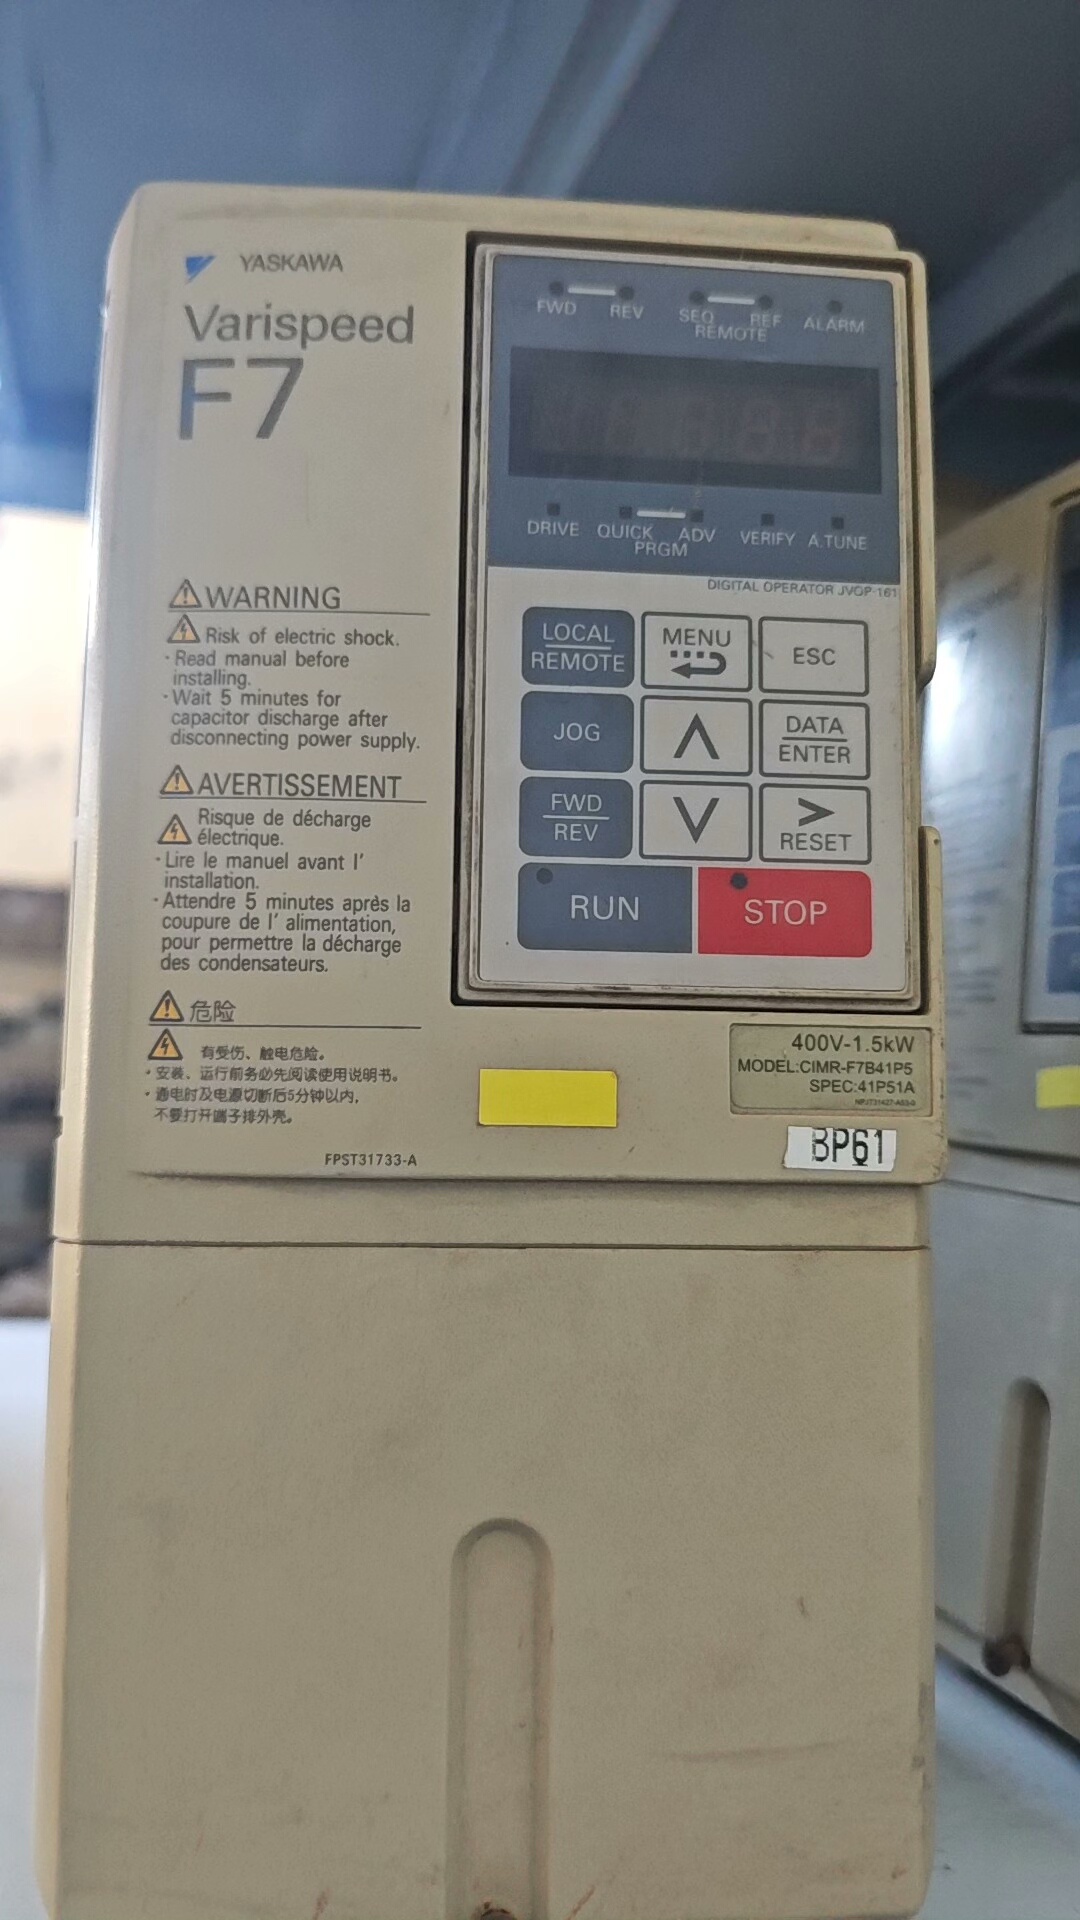 YASKAWA
Varispeed
F7
FWD REV SEQ REF ALARM
REMOTE
DRIVE QUICK ADV VERIFY A.TUNE
PRGM
DIGITAL OPERATOR JVOP-161
LOCAL
REMOTE
MENU
ESC
JOG
DATA
ENTER
FWD
REV
RESET
RUN
STOP
WARNING
Risk of electric shock.
・Read manual before
installing.
・Wait 5 minutes for
capacitor discharge after
disconnecting power supply.
AVERTISSEMENT
Risque de décharge
électrique.
・Lire le manuel avant l'
installation.
・Attendre 5 minutes après la
coupure de l' alimentation,
pour permettre la décharge
des condensateurs.
危险
有受伤、触电危险。
・安装、运行前务必先阅读使用说明书。
・通电时及电源切断后5分钟以内,
不要打开端子排外壳。
FPST31733-A
400V-1.5kW
MODEL:CIMR-F7B41P5
SPEC:41P51A
BP61